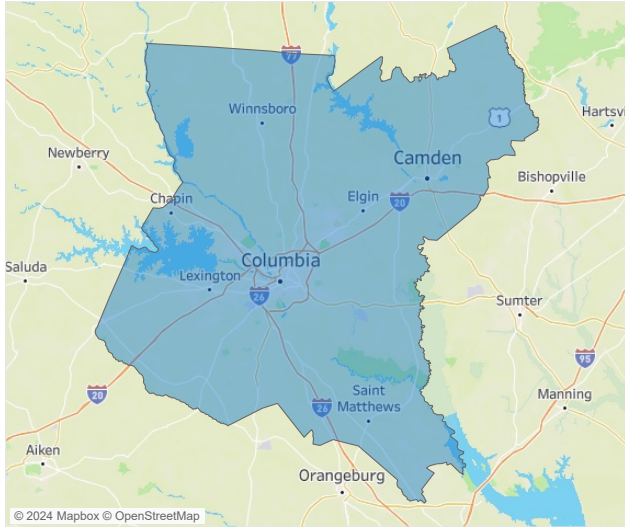 77
Winnsboro
1
Hartsv
Newberry
Camden
Bishopville
Chapin
Elgin
20
Columbia
Saluda
Lexington
26
Sumter
95
20
Saint
Matthews
26
Manning
Aiken
Orangeburg
© 2024 Mapbox © OpenStreetMap